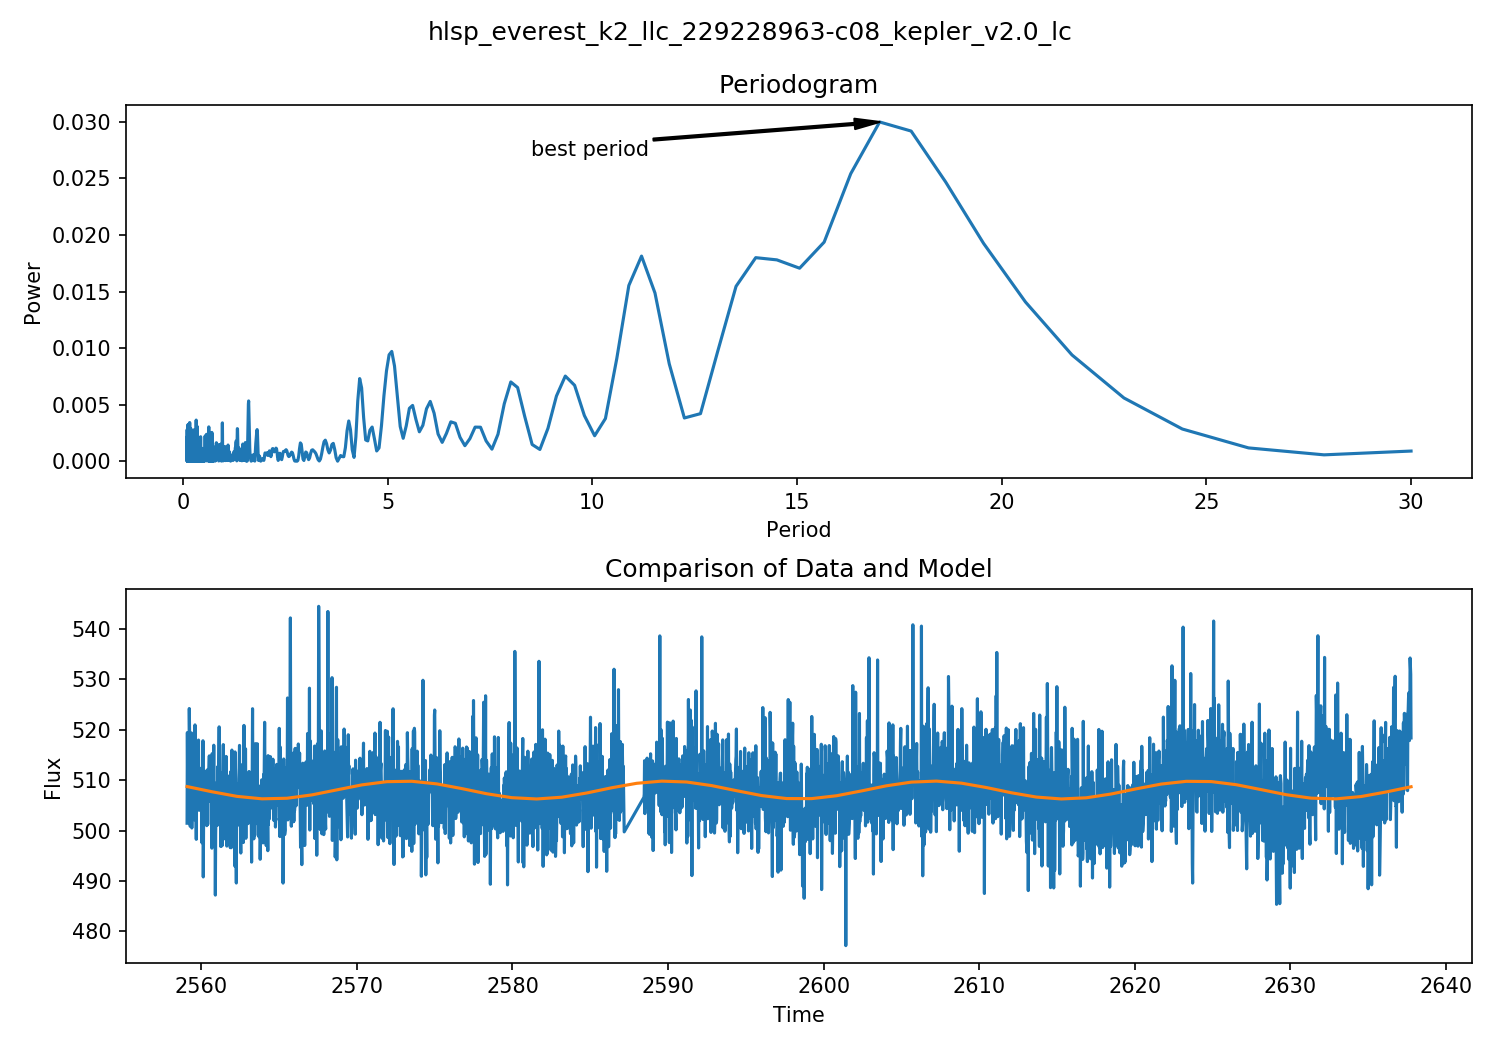 hlsp_everest_k2_llc_229228963-c08_kepler_v2.0_lc
Periodogram
0.030
0.025
0.020
0.015
0.010
0.005
0.000
Power
best period
0 5 10 15 20 25 30
Period
Comparison of Data and Model
540
530
520
510
500
490
480
Flux
2560 2570 2580 2590 2600 2610 2620 2630 2640
Time